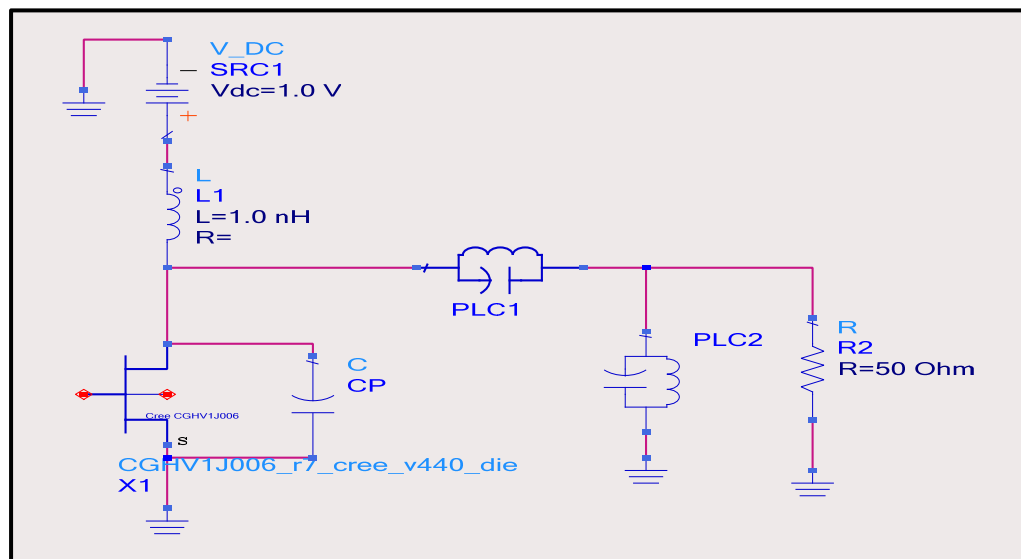 V_DC
SRC1
Vdc=1.0 V
L
L1
L=1.0 nH
R=
PLC1
PLC2
R
R2
R=50 Ohm
C
CP
Cree CGHV1J006
S
CGHV1J006_r7_cree_v440_die
X1